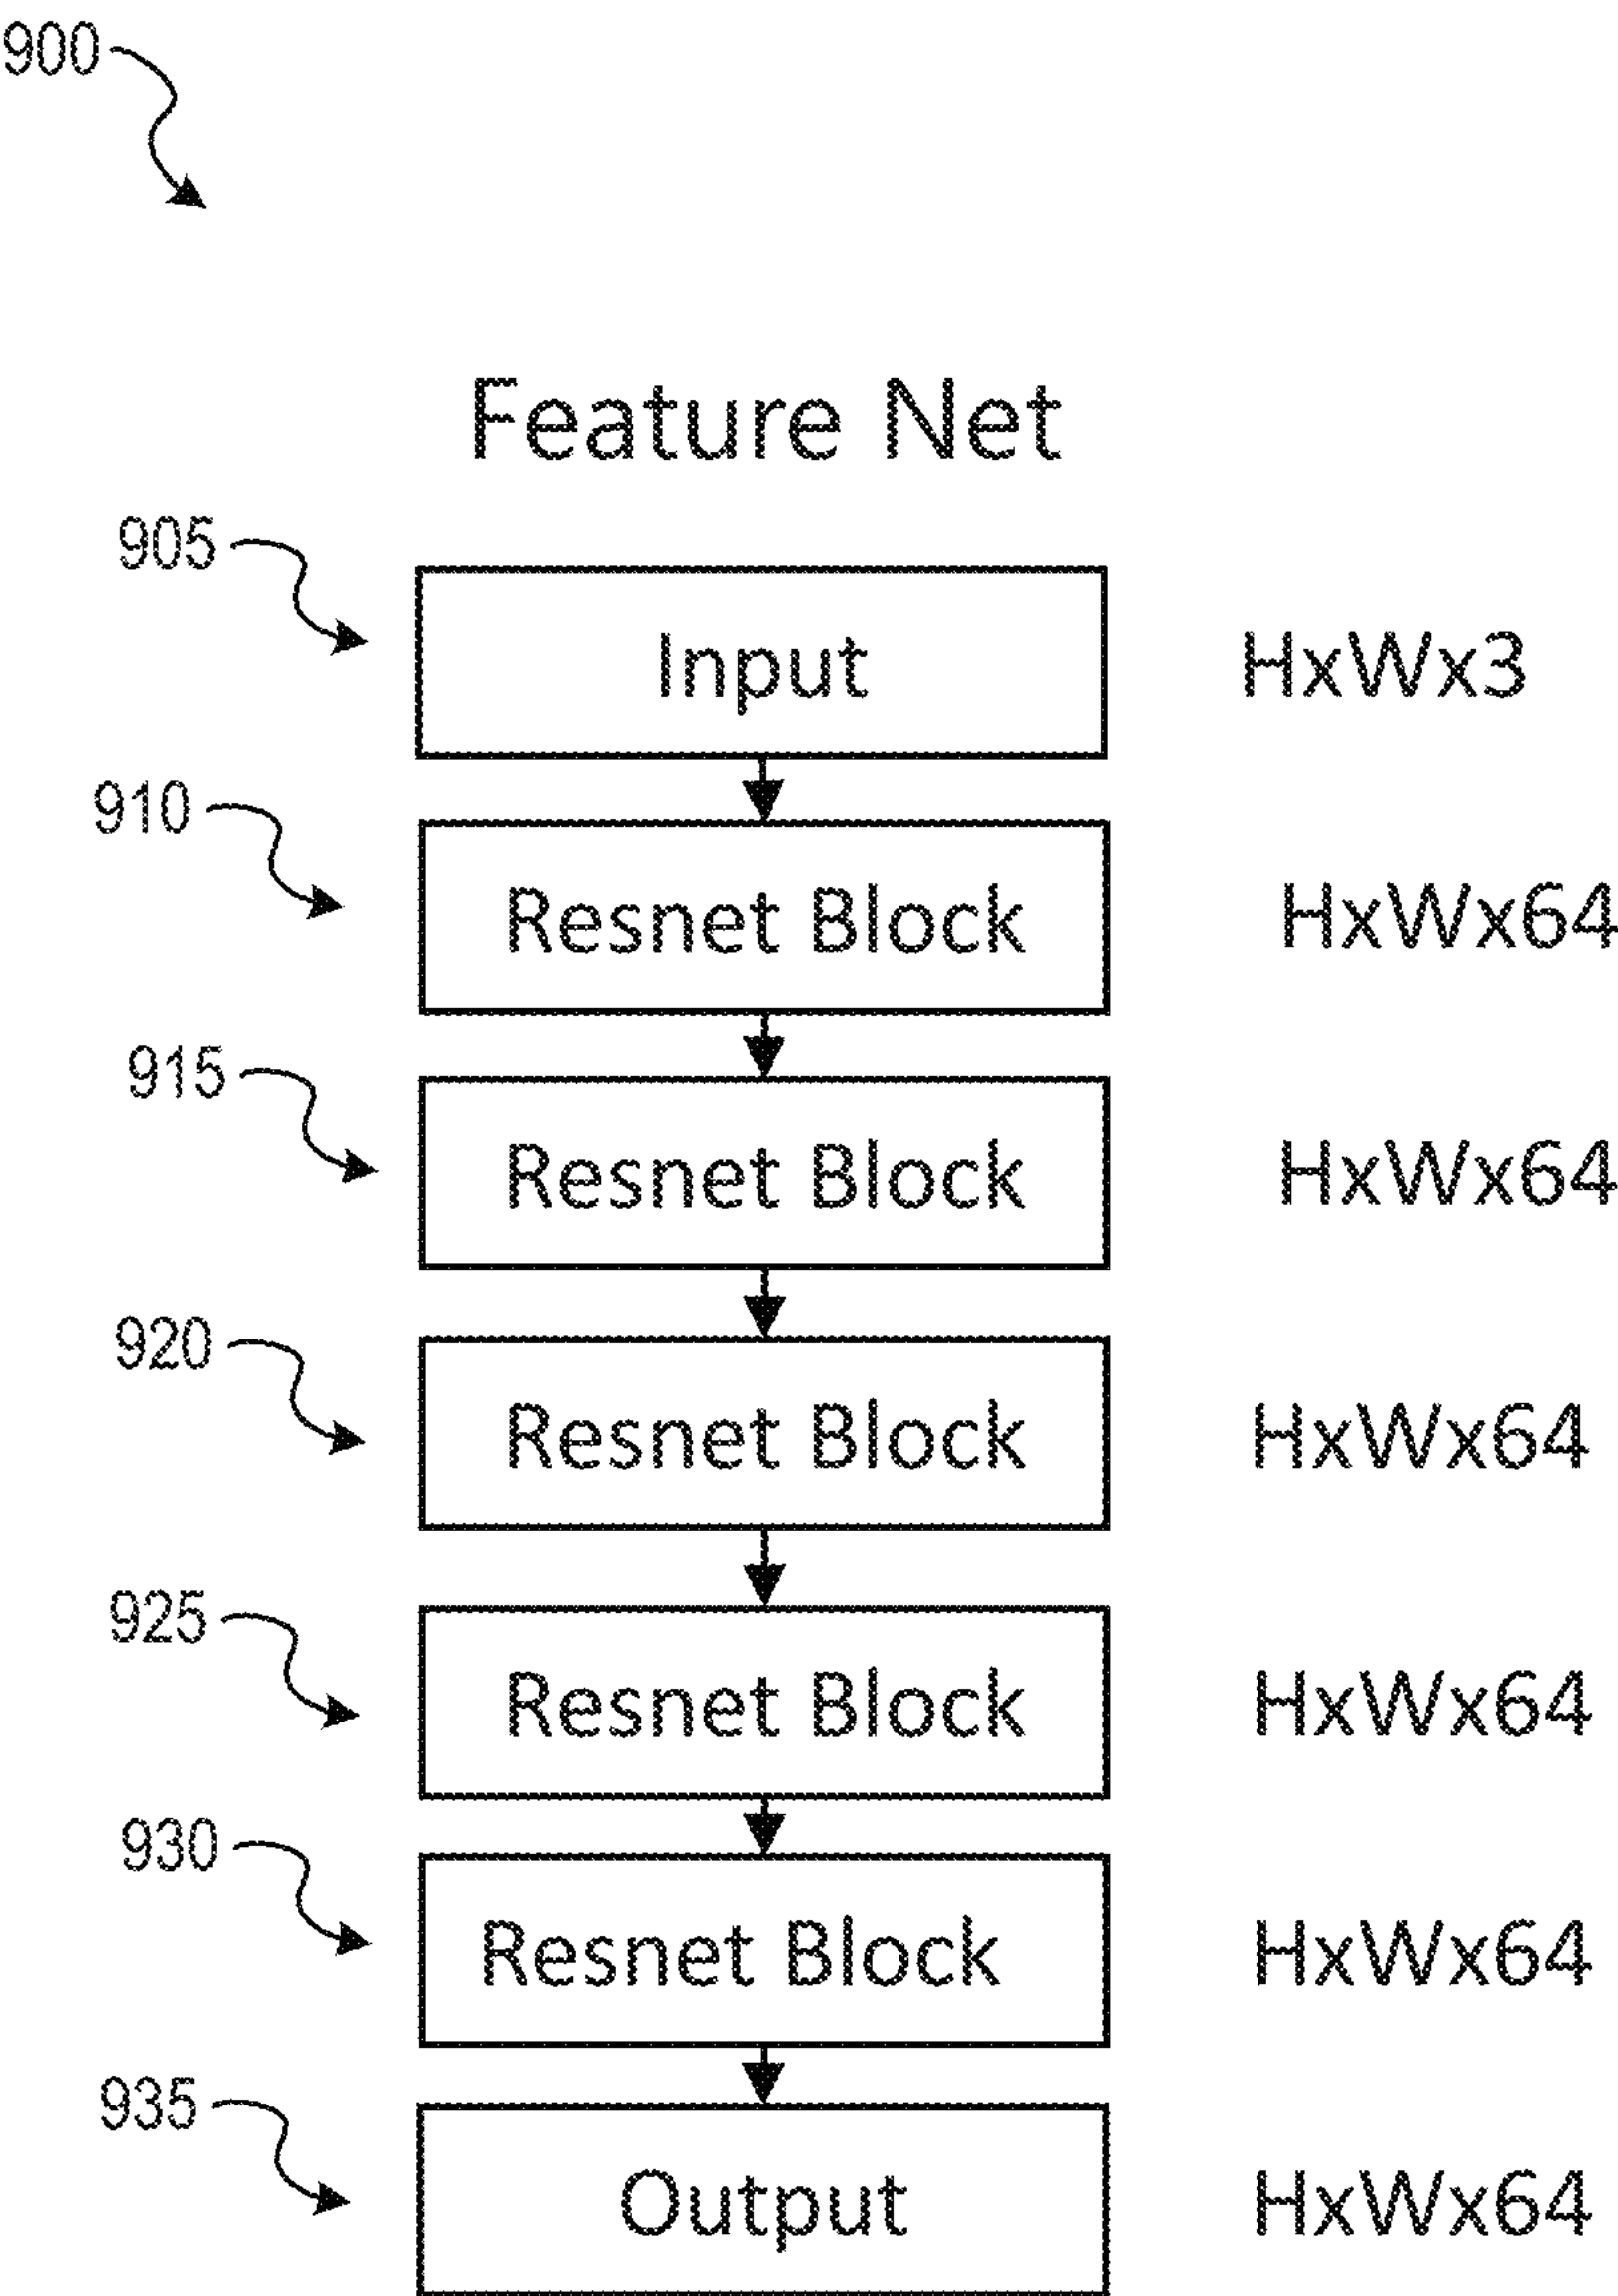 900
Feature Net
905
Input HxWx3
910
Resnet Block HxWx64
915
Resnet Block HxWx64
920
Resnet Block HxWx64
925
Resnet Block HxWx64
930
Resnet Block HxWx64
935
Output HxWx64